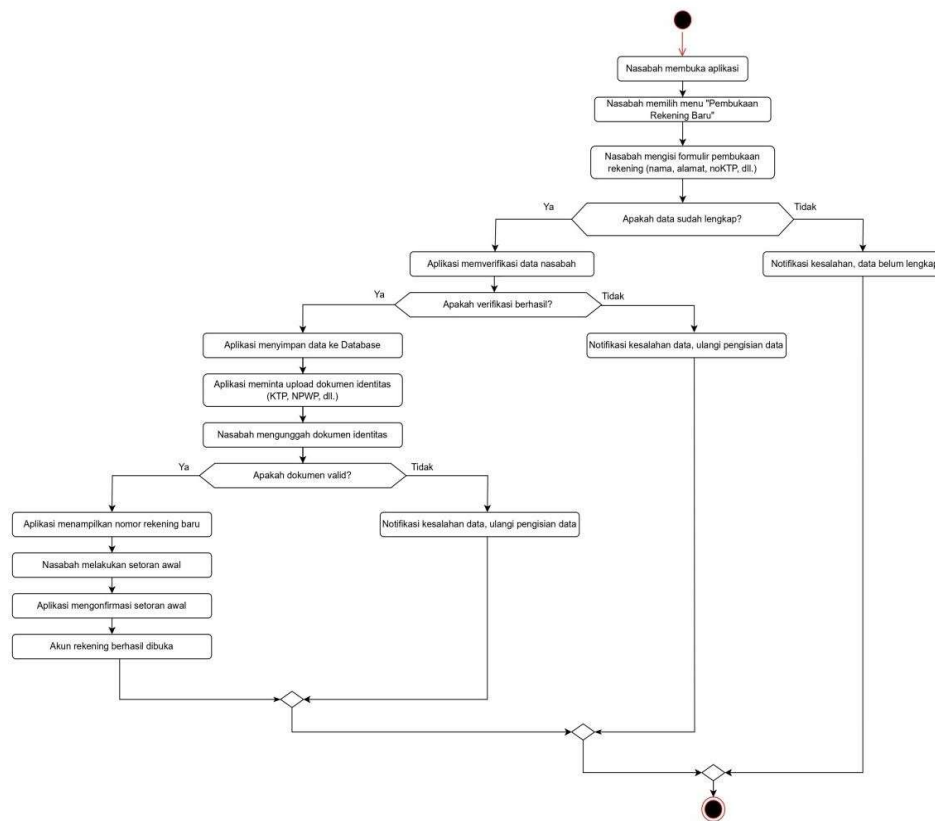 Nasabah membuka aplikasi
Nasabah memilih menu "Pembukaan
Rekening Baru"
Nasabah mengisi formulir pembukaan
rekening (nama, alamat, noKTP, dll.)
Ya
Apakah data sudah lengkap?
Tidak
Aplikasi memverifikasi data nasabah
Notifikasi kesalahan, data belum lengkap
Ya
Apakah verifikasi berhasil?
Tidak
Aplikasi menyimpan data ke Database
Notifikasi kesalahan data, ulangi pengisian data
Aplikasi meminta upload dokumen identitas
(KTP, NPWP, dll.)
Nasabah mengunggah dokumen identitas
Ya
Apakah dokumen valid?
Tidak
Aplikasi menampilkan nomor rekening baru
Notifikasi kesalahan data, ulangi pengisian data
Nasabah melakukan setoran awal
Aplikasi mengonfirmasi setoran awal
Akun rekening berhasil dibuka